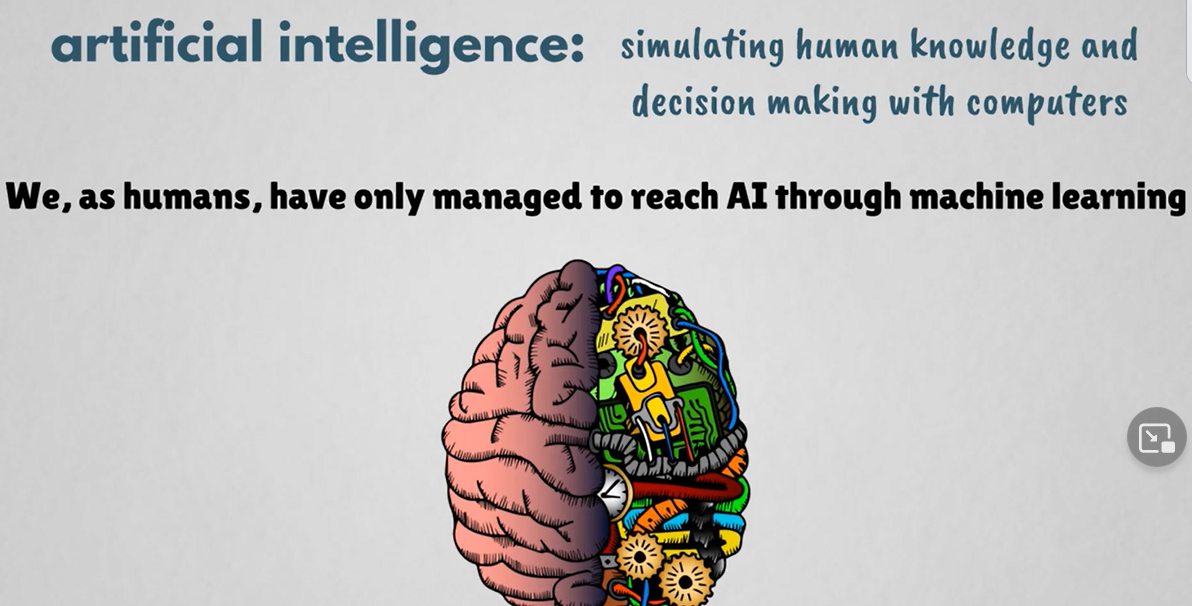 artificial intelligence: simulating human knowledge and
decision making with computers
We, as humans, have only managed to reach AI through machine learning